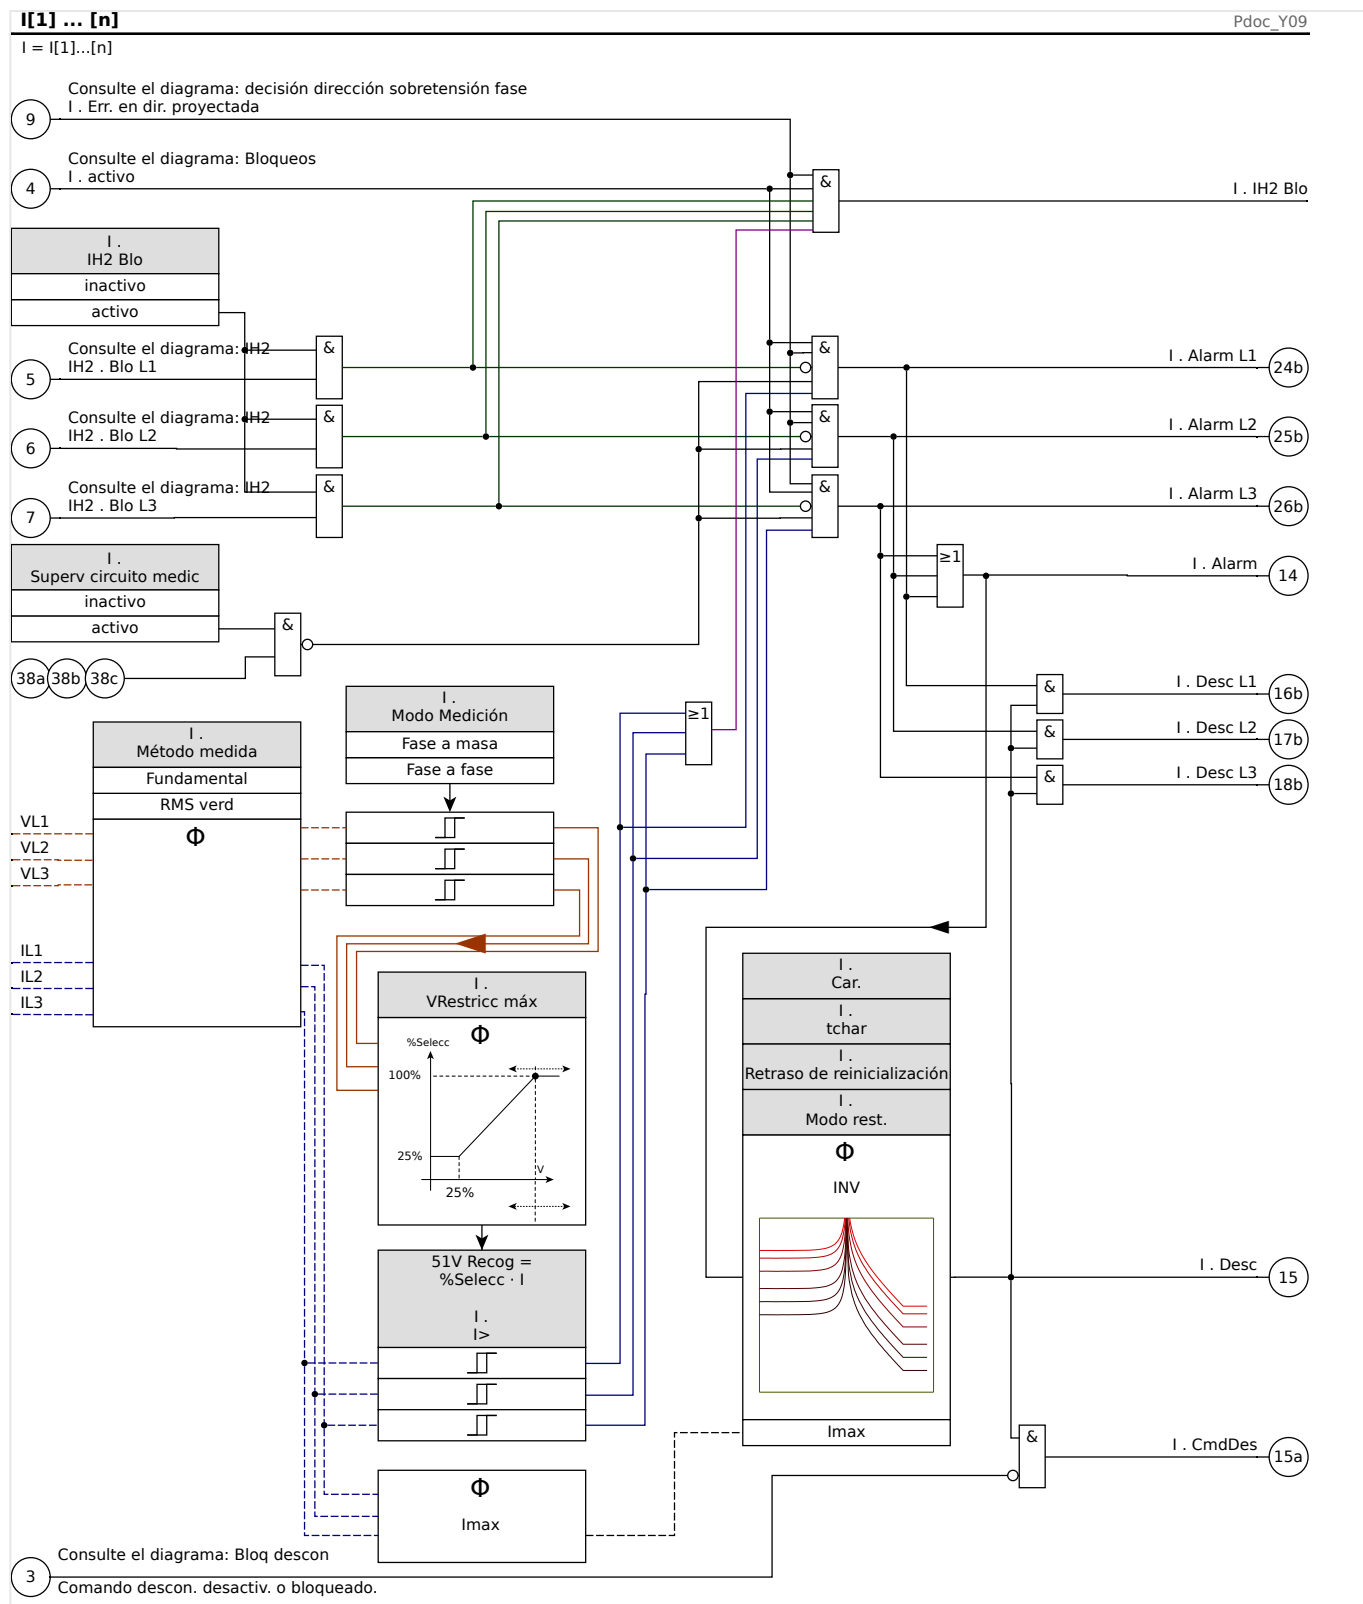 I[1] ... [n]
Pdoc_Y09
I = I[1]...[n]
Consulte el diagrama: decisión dirección sobretensión fase
I . Err. en dir. proyectada
9
Consulte el diagrama: Bloqueos
I . activo
4
&
I . IH2 Blo
I .
IH2 Blo
inactivo
activo
Consulte el diagrama: IH2
IH2 . Blo L1
5
&
&
I . Alarm L1
24b
Consulte el diagrama: IH2
IH2 . Blo L2
6
&
&
I . Alarm L2
25b
Consulte el diagrama: IH2
IH2 . Blo L3
7
&
&
I . Alarm L3
26b
I .
Superv circuito medic
inactivo
activo
&
≥1
I . Alarm
14
38a 38b 38c
I .
Modo Medición
Fase a masa
Fase a fase
≥1
&
I . Desc L1
16b
&
I . Desc L2
17b
&
I . Desc L3
18b
I .
Método medida
Fundamental
RMS verd
Φ
VL1
VL2
VL3
IL1
IL2
IL3
I .
VRestricc máx
Φ
%Selecc
100%
25%
25%
V
I .
Car.
I .
tchar
I .
Retraso de reinicialización
I .
Modo rest.
Φ
INV
Imax
51V Recog =
%Selecc · I
I .
I>
I . Desc
15
Φ
Imax
&
I . CmdDes
15a
Consulte el diagrama: Bloq descon
3
Comando descon. desactiv. o bloqueado.